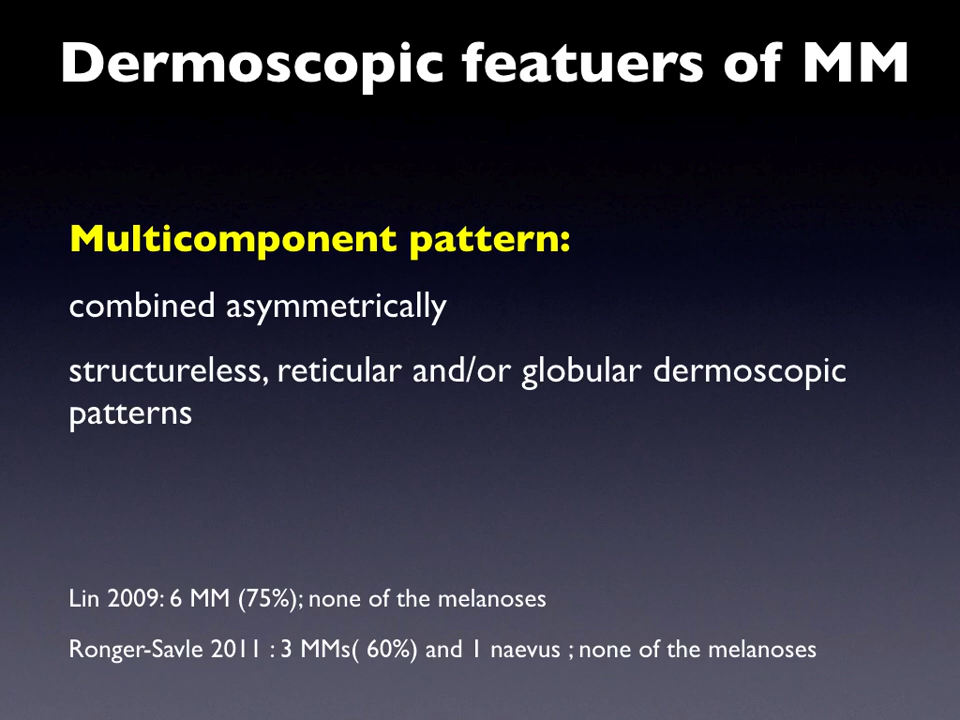 Dermoscopic featuers of MM
Multicomponent pattern:
combined asymmetrically
structureless, reticular and/or globular dermoscopic
patterns
Lin 2009: 6 MM (75%); none of the melanoses
Ronger-Savle 2011 : 3 MMs( 60%) and 1 naevus ; none of the melanoses